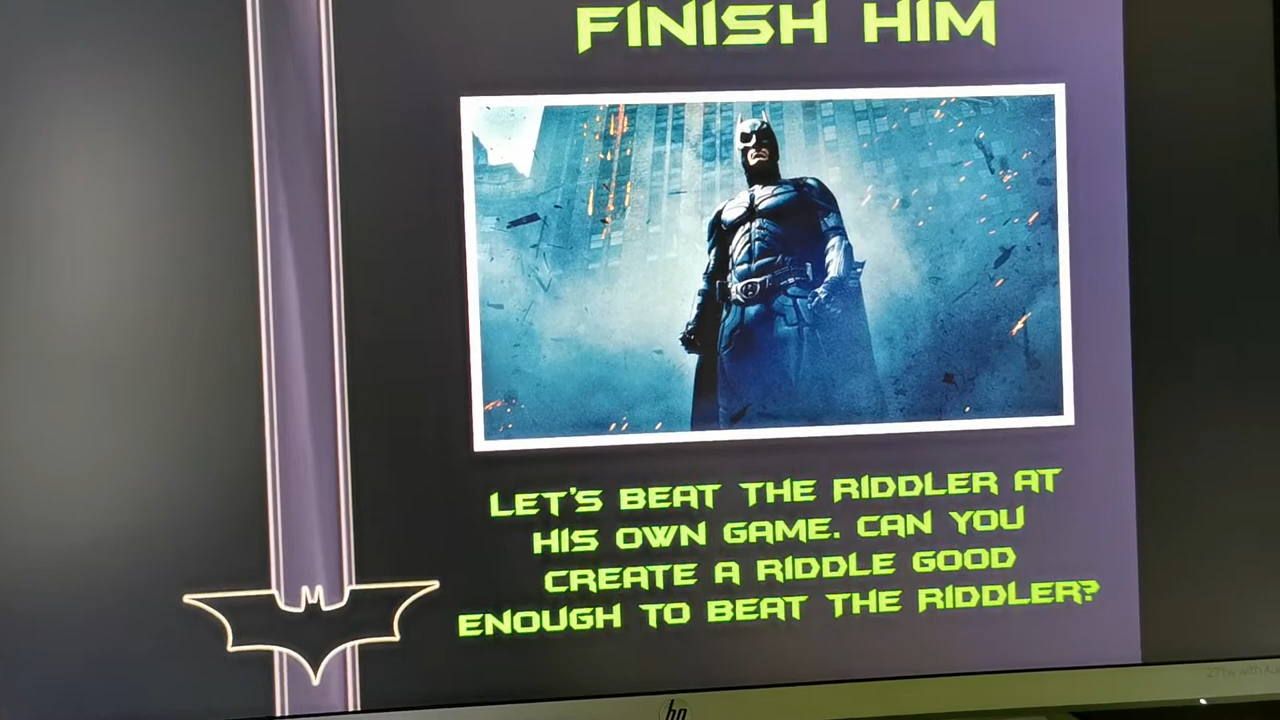 FINISH HIM
LET'S BEAT THE RIDDLER AT
HIS OWN GAME. CAN YOU
CREATE A RIDDLE GOOD
ENOUGH TO BEAT THE RIDDLER?
hp